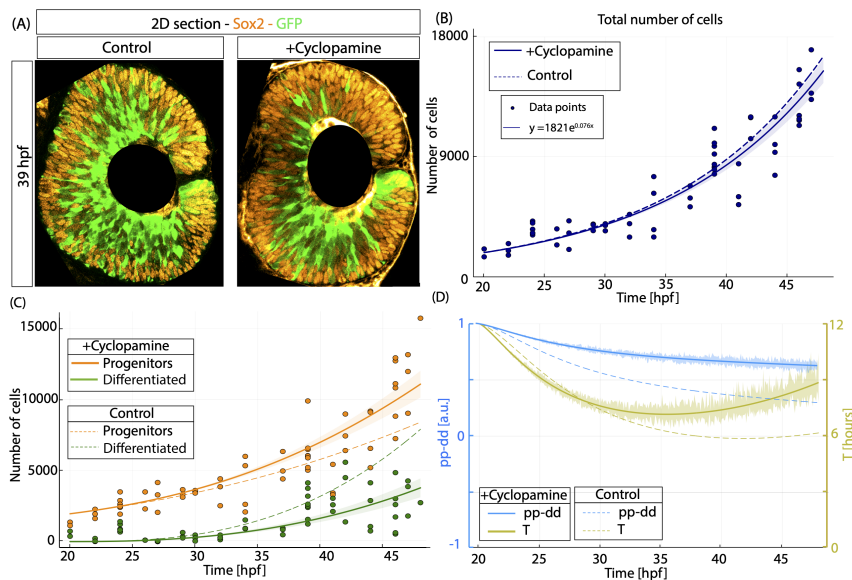 (A)
2D section - Sox2 - GFP
Control
+Cyclopamine
39 hpf
(B)
Total number of cells
18000
9000
0
Number of cells
+Cyclopamine
Control
Data points
y =1821e^0.076x
20 25 30 35 40 45
Time [hpf]
(C)
15000
10000
5000
0
Number of cells
+Cyclopamine
Progenitors
Differentiated
Control
Progenitors
Differentiated
20 25 30 35 40 45
Time [hpf]
(D)
1
0
-1
pp-dd [a.u.]
12
9
6
3
0
T [hours]
+Cyclopamine
pp-dd
T
Control
pp-dd
T
20 25 30 35 40 45
Time [hpf]